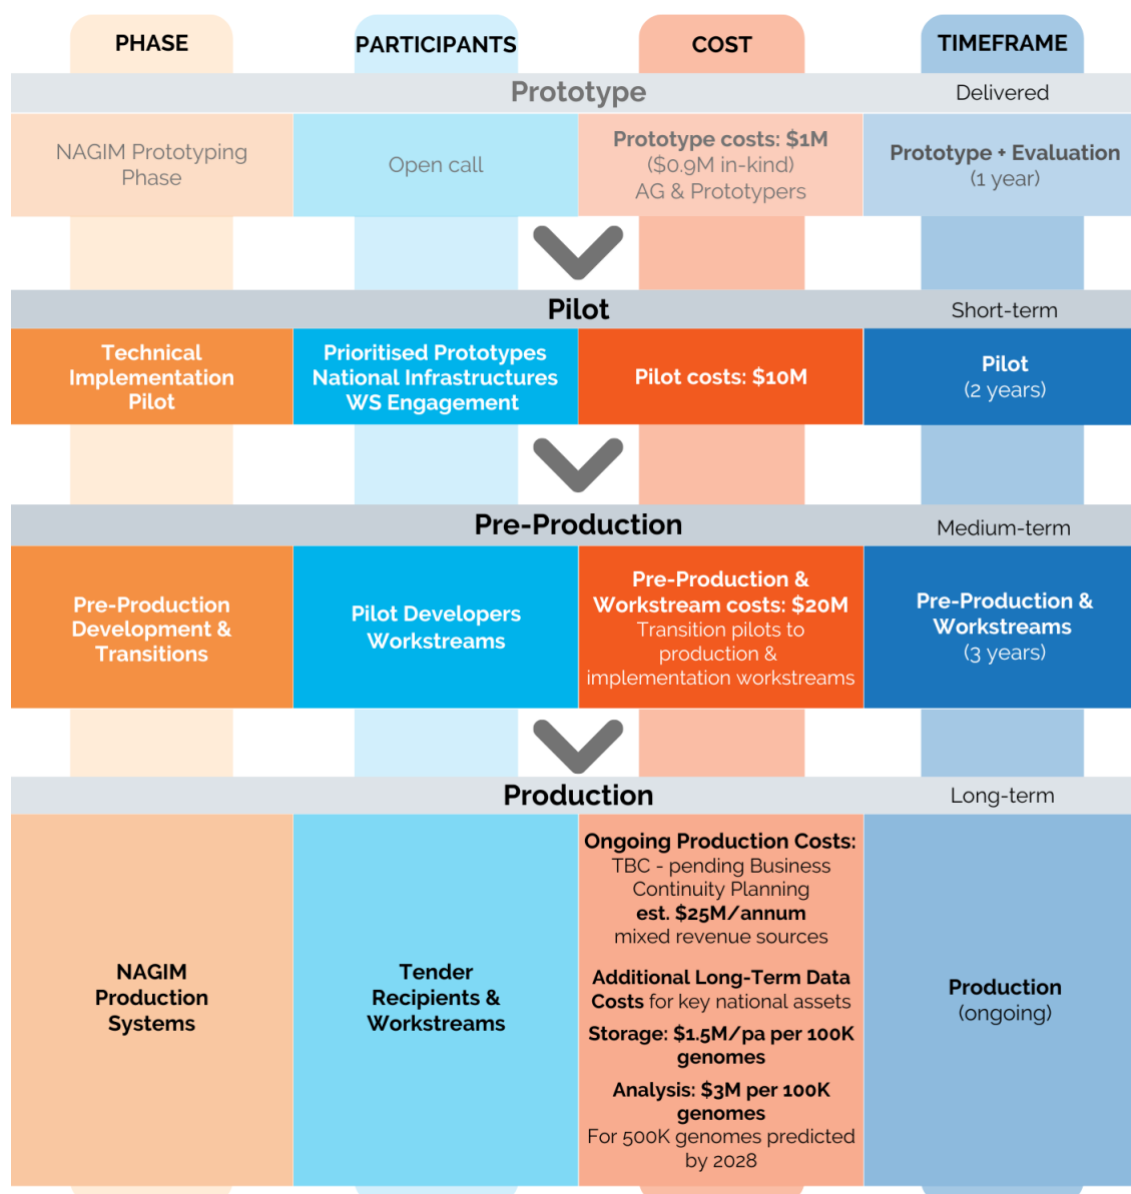 PHASE
PARTICIPANTS
COST
TIMEFRAME
Prototype
Delivered
NAGIM Prototyping
Phase
Open call
Prototype costs: $1M
($0.9M in-kind)
AG & Prototypers
Prototype + Evaluation
(1 year)
Pilot
Short-term
Technical
Implementation
Pilot
Prioritised Prototypes
National Infrastructures
WS Engagement
Pilot costs: $10M
Pilot
(2 years)
Pre-Production
Medium-term
Pre-Production
Development &
Transitions
Pilot Developers
Workstreams
Pre-Production &
Workstream costs: $20M
Transition pilots to
production &
implementation workstreams
Pre-Production &
Workstreams
(3 years)
Production
Long-term
NAGIM
Production
Systems
Tender
Recipients &
Workstreams
Ongoing Production Costs:
TBC - pending Business
Continuity Planning
est. $25M/annum
mixed revenue sources
Additional Long-Term Data
Costs for key national assets
Storage: $1.5M/pa per 100K
genomes
Analysis: $3M per 100K
genomes
For 500K genomes predicted
by 2028
Production
(ongoing)